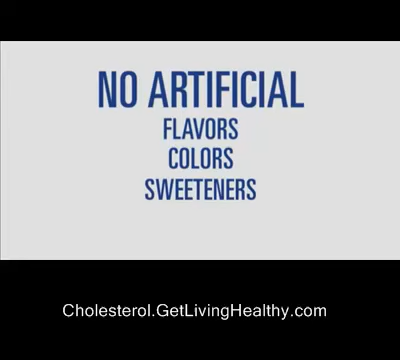 NO ARTIFICIAL
FLAVORS
COLORS
SWEETENERS
Cholesterol.GetLivingHealthy.com